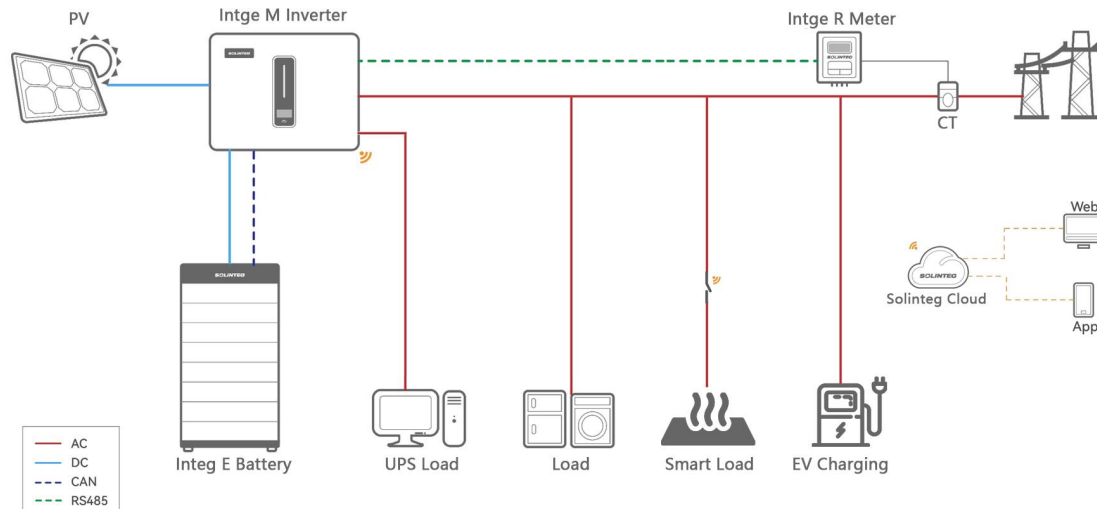 PV
Intge M Inverter
SOLINTEG
Intge R Meter
SOLINTEG
CT
Web
SOLINTEG
Solinteg Cloud
App
SOLINTEG
Integ E Battery
UPS Load
Load
Smart Load
EV Charging
AC
DC
CAN
RS485